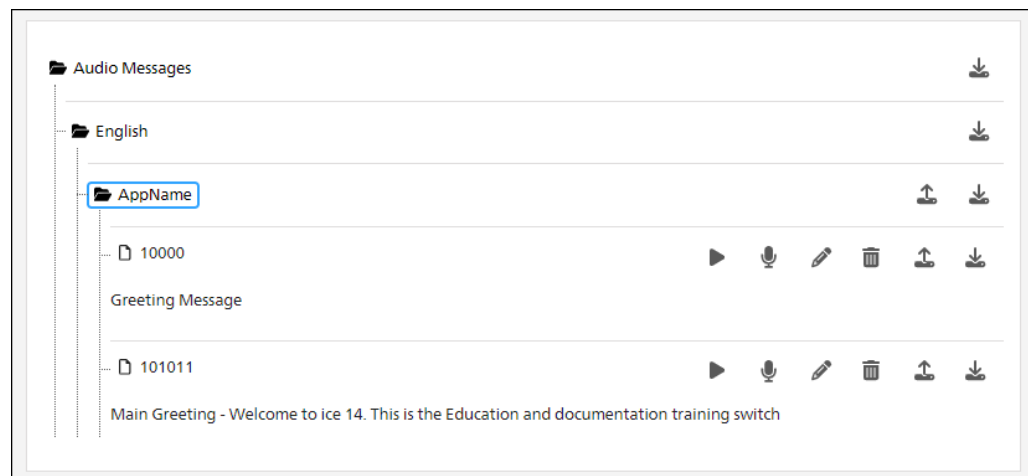 Audio Messages
English
AppName
10000
Greeting Message
101011
Main Greeting - Welcome to ice 14. This is the Education and documentation training switch